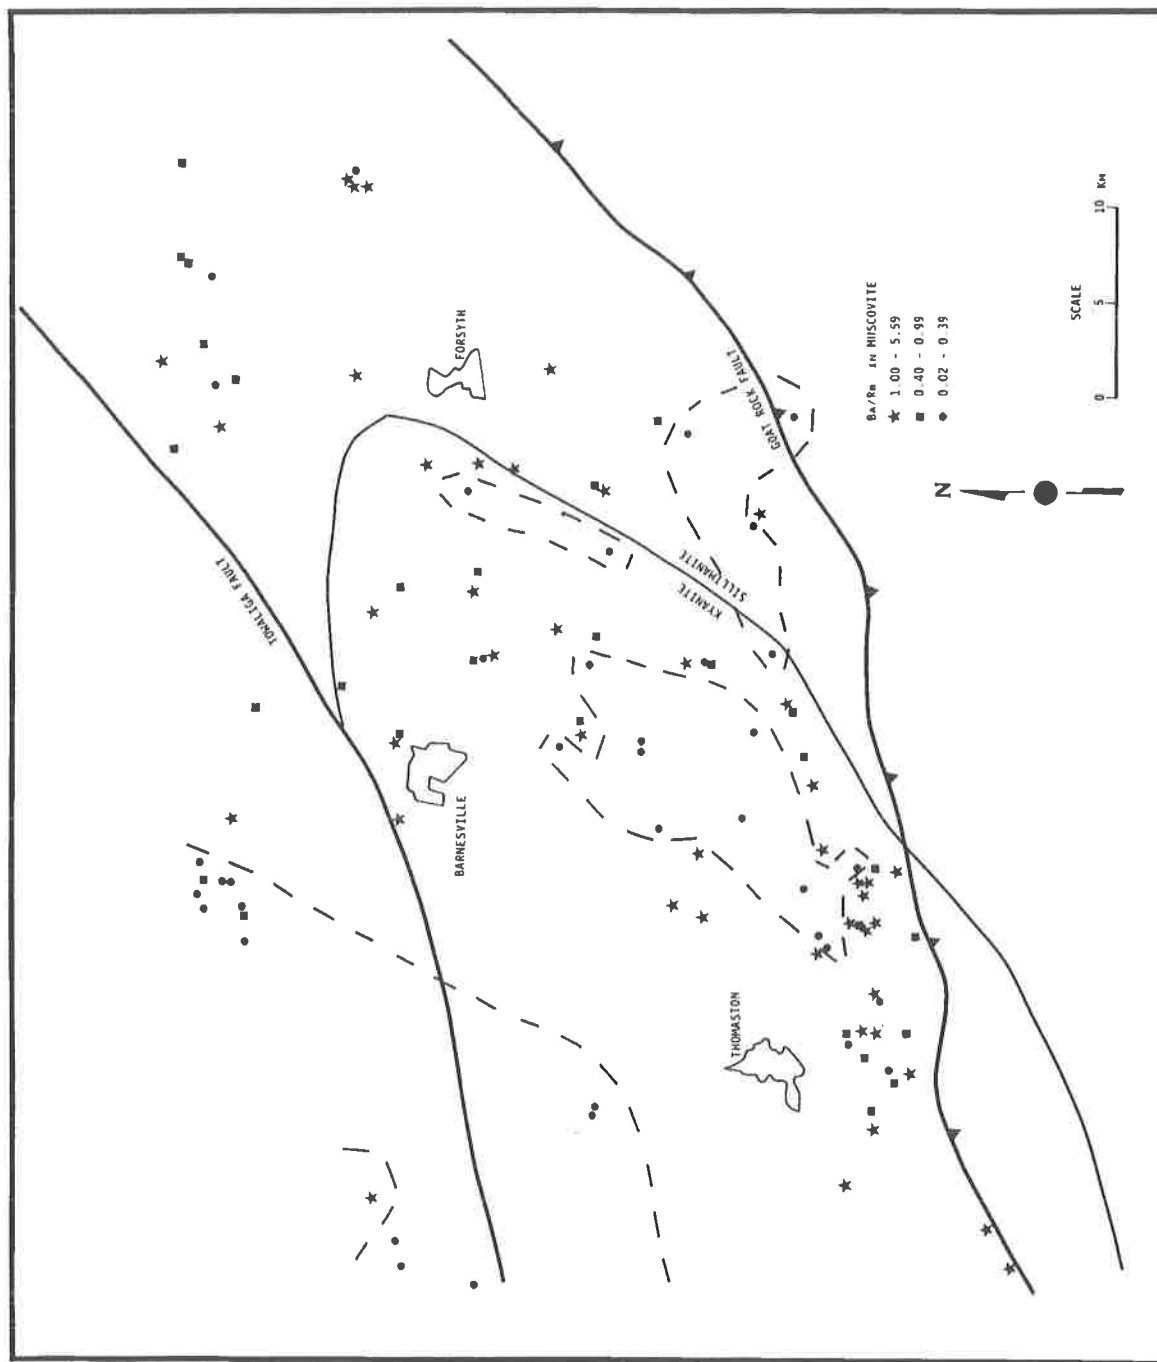 TOWALIGA FAULT
FORSYTH
BARNESVILLE
KYANITE
SILLIMANITE
GOAT ROCK FAULT
THOMASTON
BA/RB IN MUSCOVITE
1.00 - 5.59
0.40 - 0.99
0.02 - 0.39
N
SCALE
0 5 10 KM